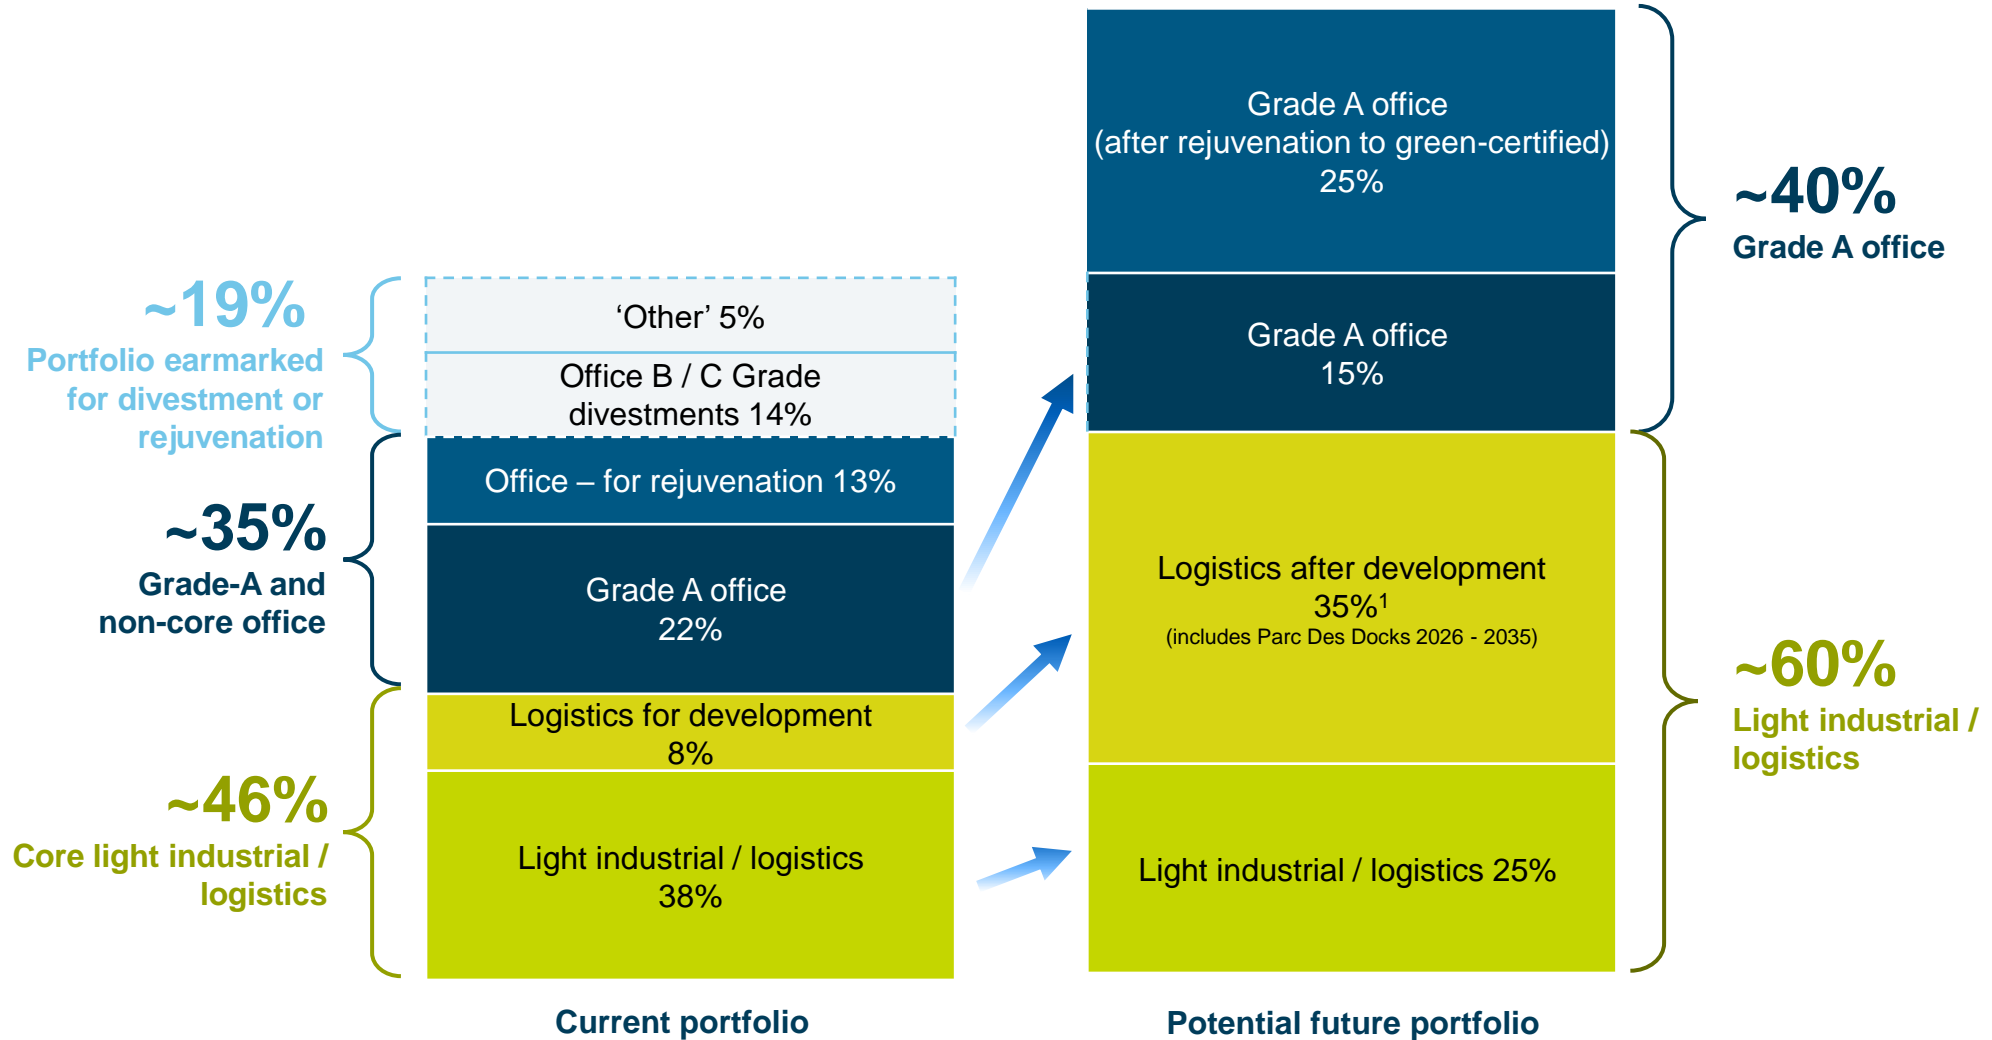 ~19%
Portfolio earmarked
for divestment or
rejuvenation
~35%
Grade-A and
non-core office
~46%
Core light industrial /
logistics
‘Other’ 5%
Office B / C Grade
divestments 14%
Office – for rejuvenation 13%
Grade A office
22%
Logistics for development
8%
Light industrial / logistics
38%
Current portfolio
Grade A office
(after rejuvenation to green-certified)
25%
Grade A office
15%
Logistics after development
35%¹
(includes Parc Des Docks 2026 - 2035)
Light industrial / logistics 25%
Potential future portfolio
~40%
Grade A office
~60%
Light industrial /
logistics